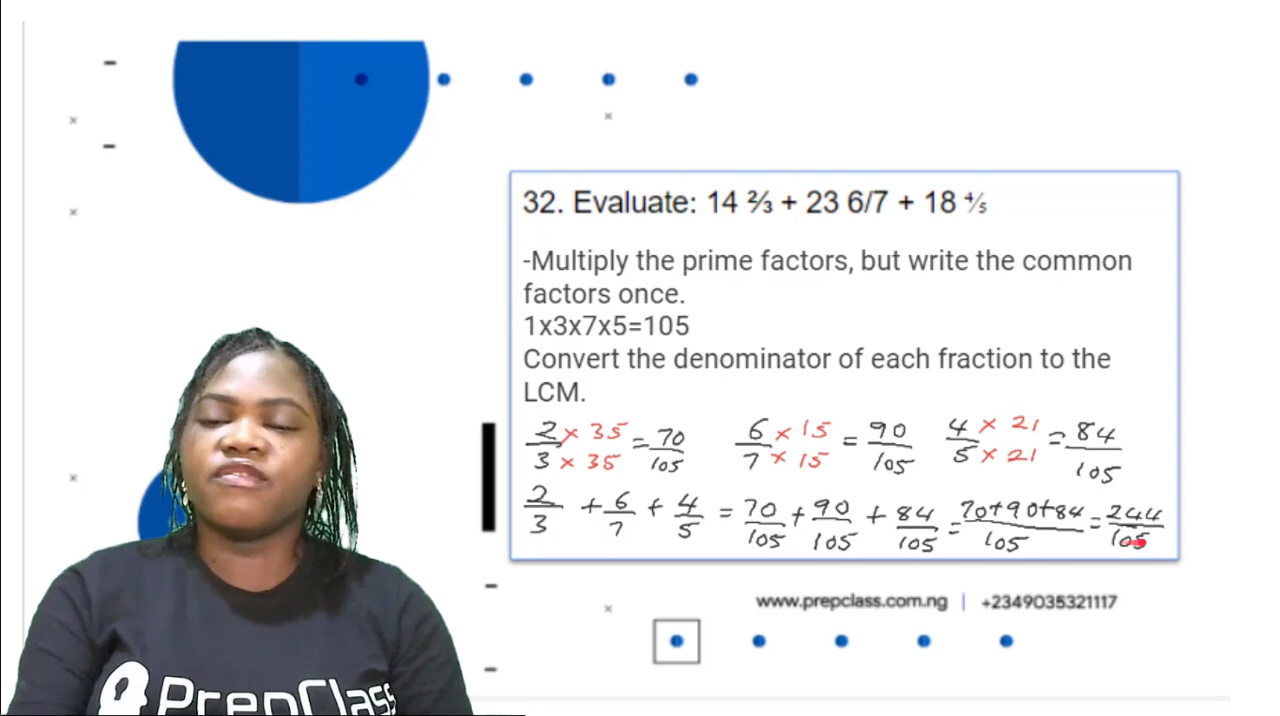 32. Evaluate: 14 ⅔ + 23 6/7 + 18 ⅘
-Multiply the prime factors, but write the common
factors once.
1x3x7x5=105
Convert the denominator of each fraction to the
LCM.
2/3 × 35/× 35 = 70/105   6/7 × 15/× 15 = 90/105   4/5 × 21/× 21 = 84/105
2/3 + 6/7 + 4/5 = 70/105 + 90/105 + 84/105 = 70+90+84/105 = 244/105
www.prepclass.com.ng | +2349035321117
PrepClass